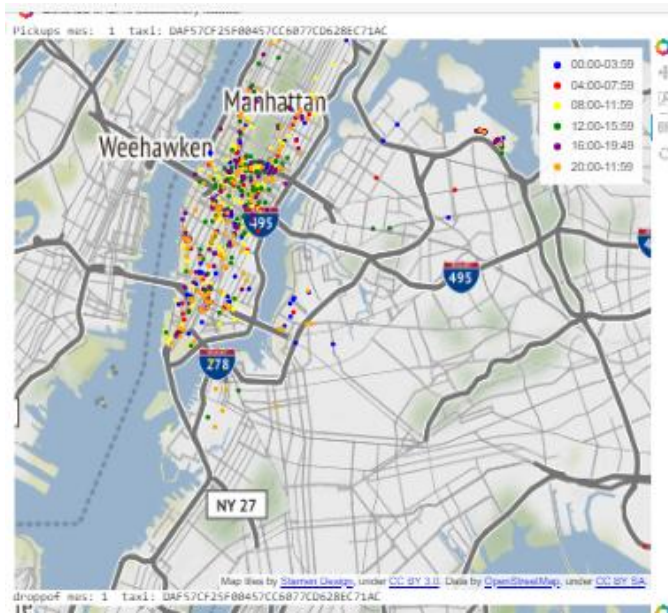 Pickups mes: 1 taxi: DAF57CF25F00457CC6077CD628EC71AC
00:00-03:59
04:00-07:59
08:00-11:59
12:00-15:59
16:00-19:49
20:00-11:59
Manhattan
Weehawken
495
495
278
NY 27
Map tiles by Stamen Design, under CC BY 3.0. Data by OpenStreetMap, under CC BY SA.
droppof mes: 1 taxi: DAF57CF25F00457CC6077CD628EC71AC